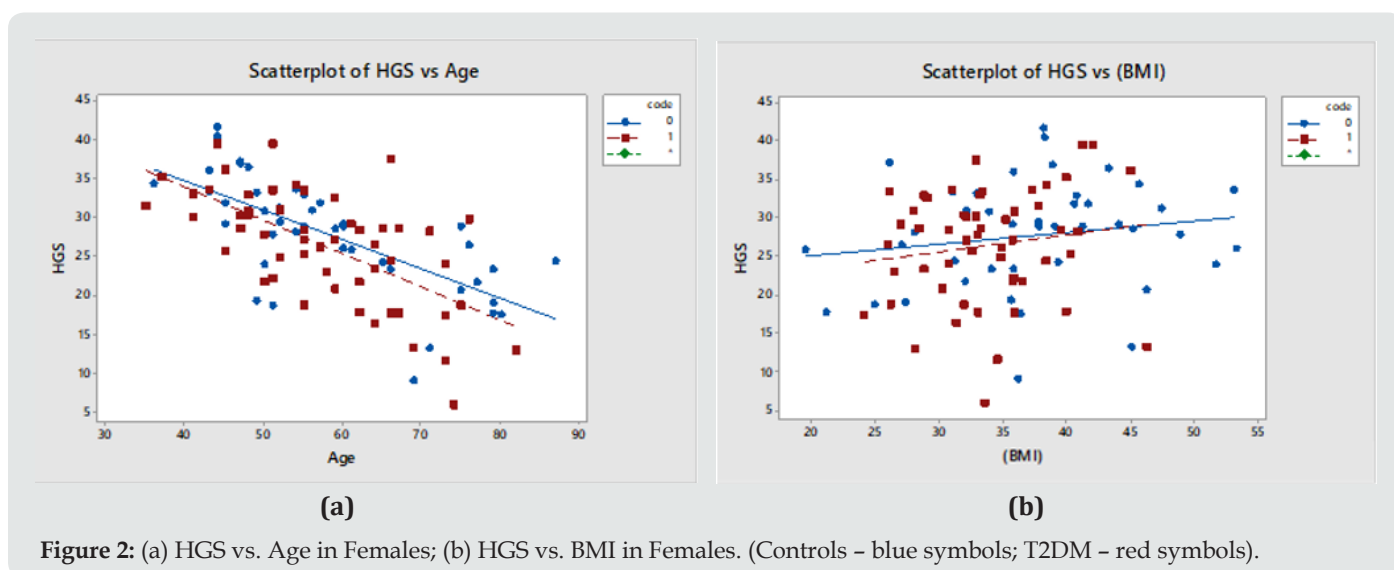 Scatterplot of HGS vs Age
45
40
35
30
25
20
15
10
5
HGS
30 40 50 60 70 80 90
Age
code
0
1
*
(a)
Scatterplot of HGS vs (BMI)
45
40
35
30
25
20
15
10
5
HGS
20 25 30 35 40 45 50 55
(BMI)
code
0
1
*
(b)
Figure 2: (a) HGS vs. Age in Females; (b) HGS vs. BMI in Females. (Controls – blue symbols; T2DM – red symbols).